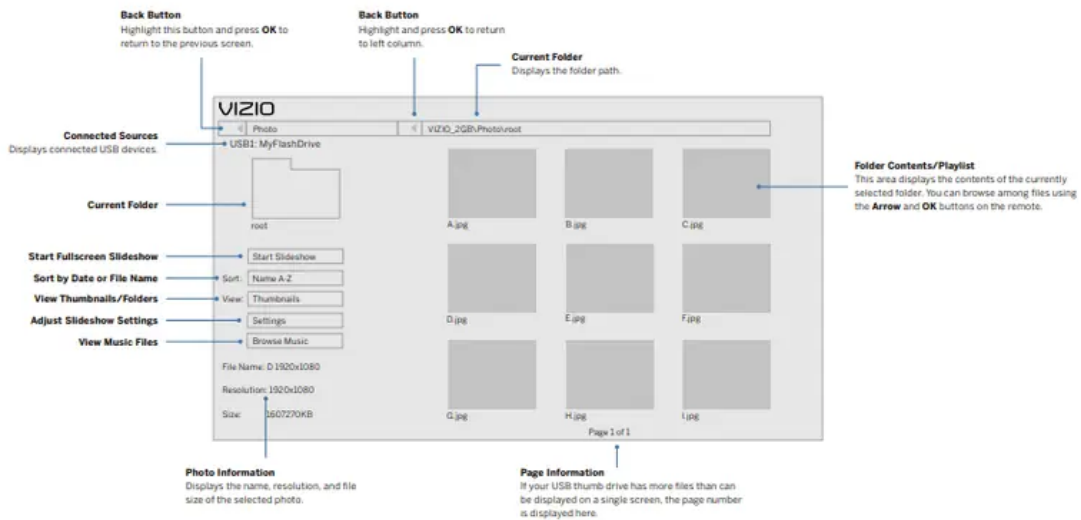 Back Button
Highlight this button and press OK to
return to the previous screen.
Back Button
Highlight and press OK to return
to left column.
Current Folder
Displays the folder path.
VIZIO
Photo
VIZIO_2GB\Photo\root
Connected Sources
Displays connected USB devices.
USB1: MyFlashDrive
Current Folder
root
A.jpg
B.jpg
C.jpg
Folder Contents/Playlist
This area displays the contents of the currently
selected folder. You can browse among files using
the Arrow and OK buttons on the remote.
Start Fullscreen Slideshow
Start Slideshow
Sort by Date or File Name
Sort: Name A-Z
View Thumbnails/Folders
View: Thumbnails
Adjust Slideshow Settings
Settings
View Music Files
Browse Music
D.jpg
E.jpg
F.jpg
File Name: D 1920x1080
Resolution: 1920x1080
Size: 1607270KB
G.jpg
H.jpg
I.jpg
Page 1 of 1
Photo Information
Displays the name, resolution, and file
size of the selected photo.
Page Information
If your USB thumb drive has more files than can
be displayed on a single screen, the page number
is displayed here.